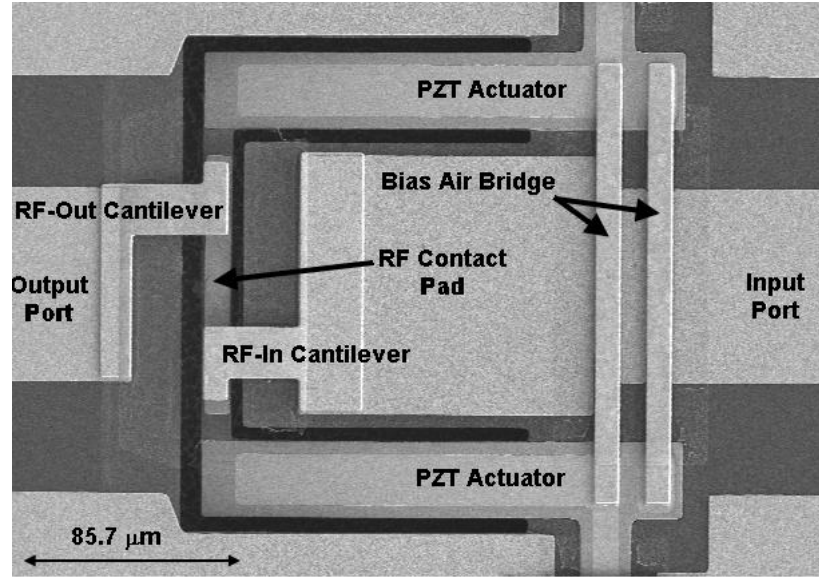 PZT Actuator
Bias Air Bridge
RF-Out Cantilever
RF Contact
Pad
Output
Port
Input
Port
RF-In Cantilever
PZT Actuator
85.7 μm